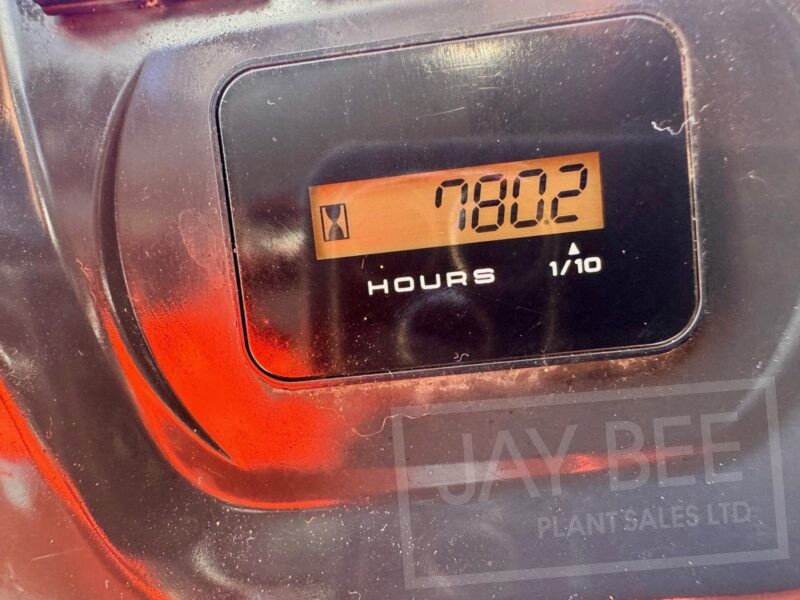 780.2
HOURS 1/10
JAY BEE
PLANT SALES LTD